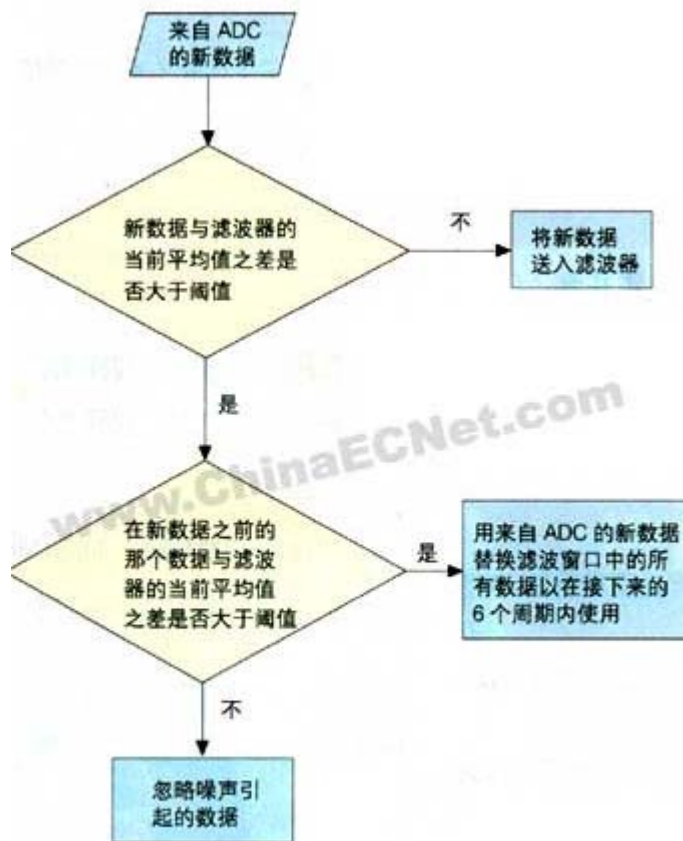 来自 ADC
的新数据
新数据与滤波器的
当前平均值之差是
否大于阈值
不
将新数据
送入滤波器
是
www.ChinaECNet.com
在新数据之前的
那个数据与滤波
器的当前平均值
之差是否大于阈值
是
用来自 ADC 的新数据
替换滤波窗口中的所
有数据以在接下来的
6 个周期内使用
不
忽略噪声引
起的数据